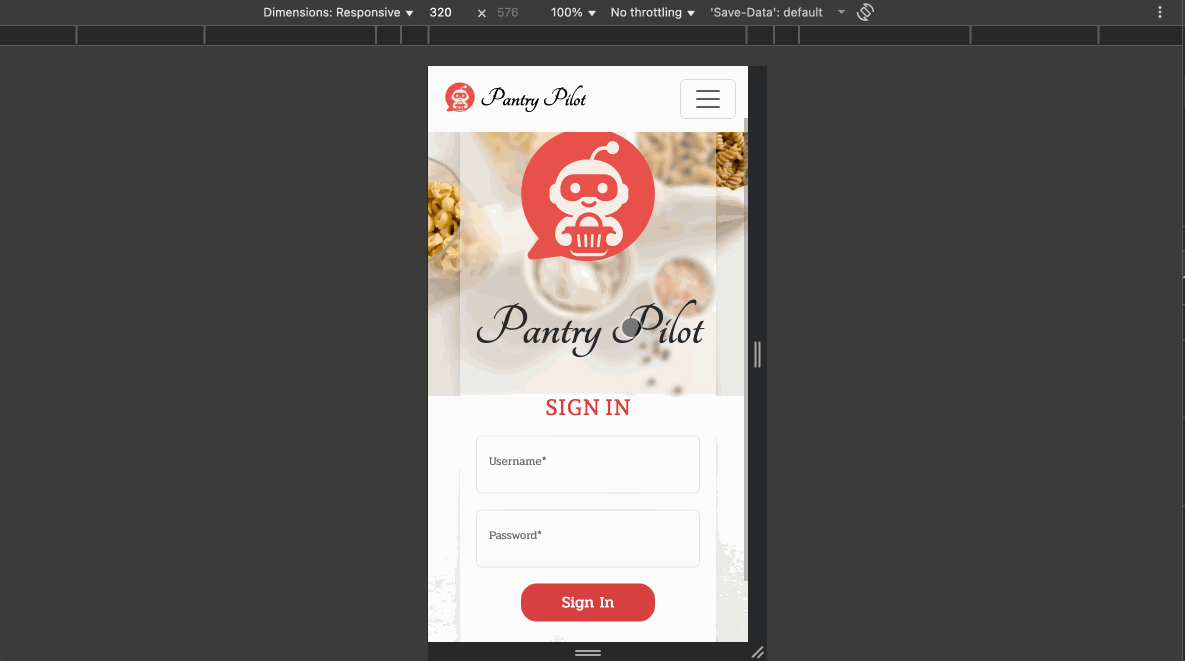 Dimensions: Responsive ▼ 320 × 576 100% ▼ No throttling ▼ 'Save-Data': default
Pantry Pilot
Pantry Pilot
SIGN IN
Username*
Password*
Sign In